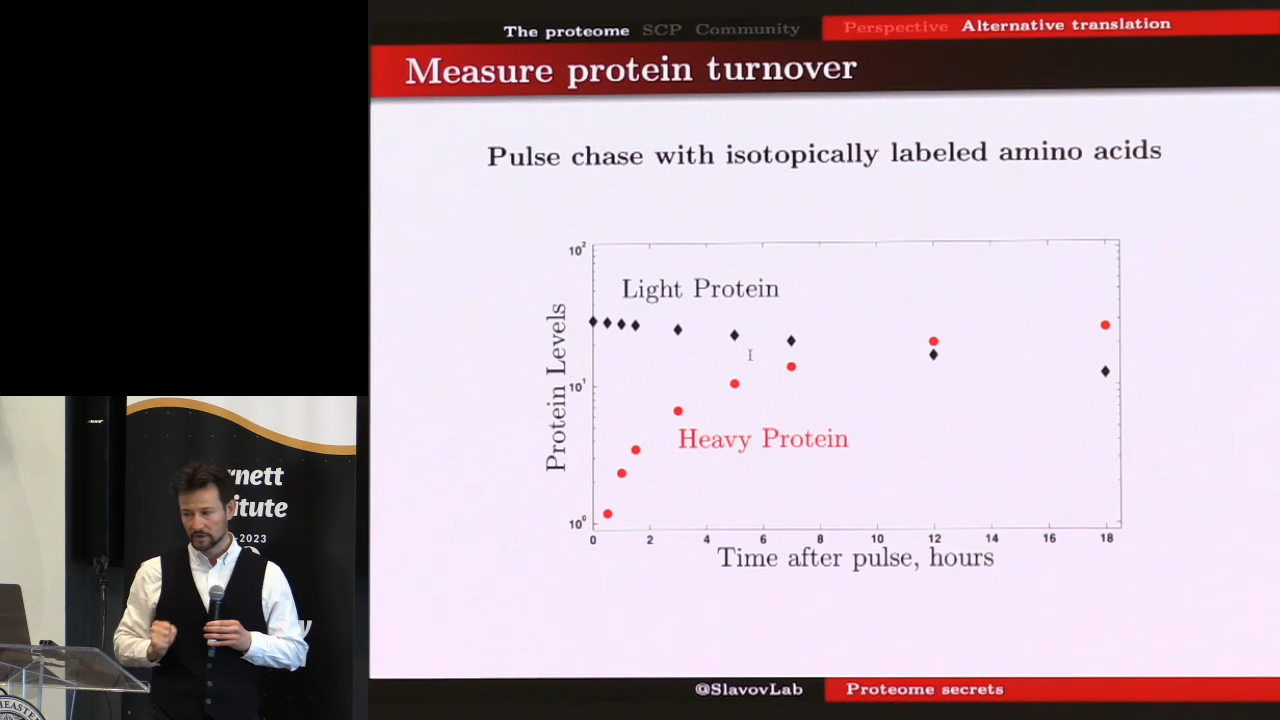 The proteome SCP Community Perspective Alternative translation
Measure protein turnover
Pulse chase with isotopically labeled amino acids
10²
10¹
10⁰
Protein Levels
Light Protein
Heavy Protein
0 2 4 6 8 10 12 14 16 18
Time after pulse, hours
@SlavovLab Proteome secrets
rnett
itute
-2023
y